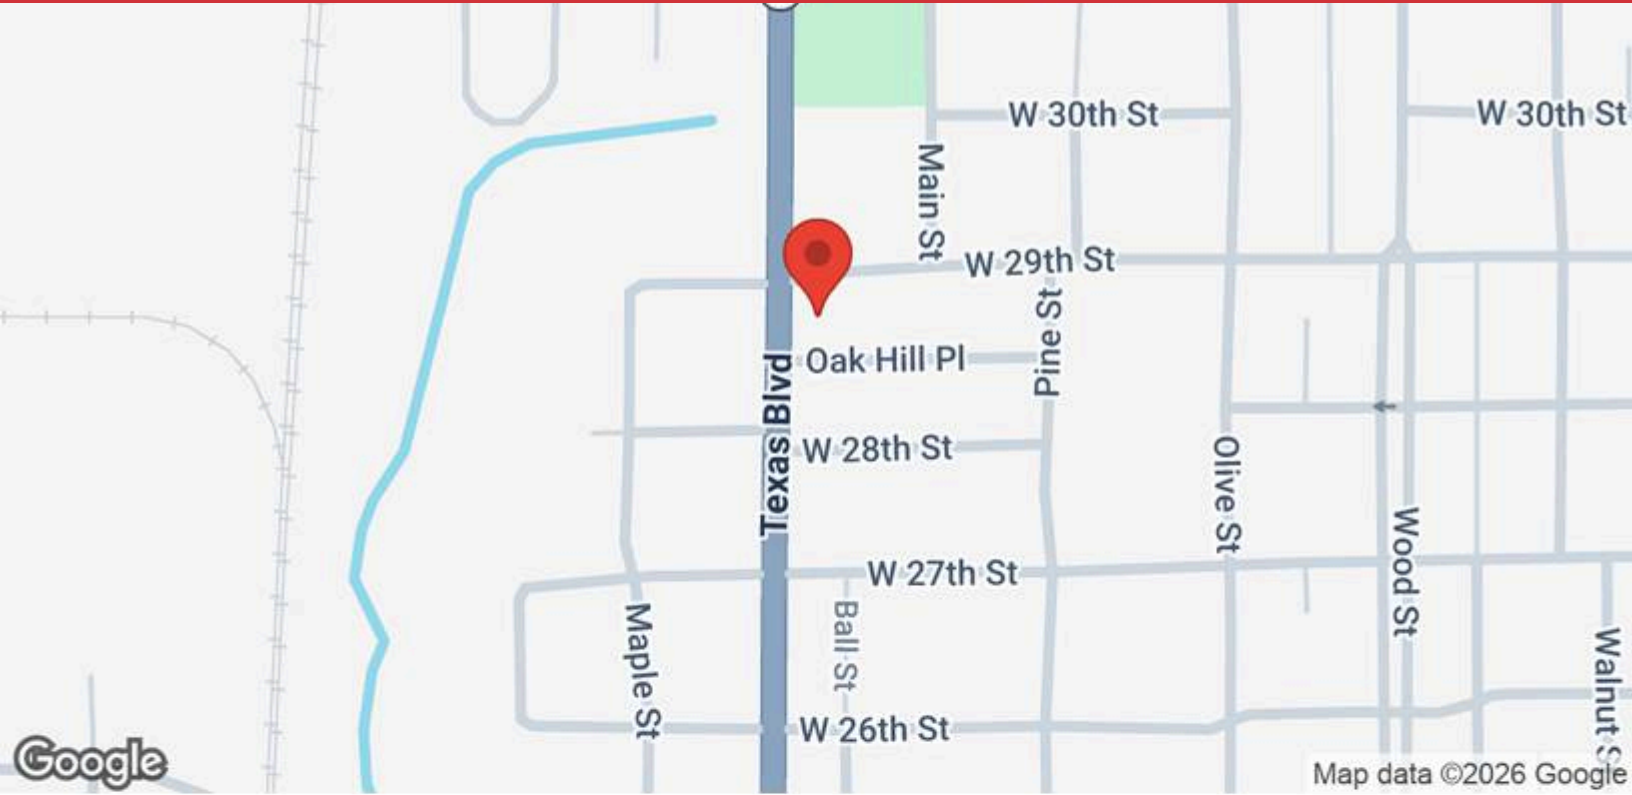 W 30th St
W 30th St
Main St
W 29th St
Pine St
Oak Hill Pl
Texas Blvd
W 28th St
Olive St
Wood St
W 27th St
Maple St
Ball St
Walnut S
W 26th St
Google
Map data ©2026 Google